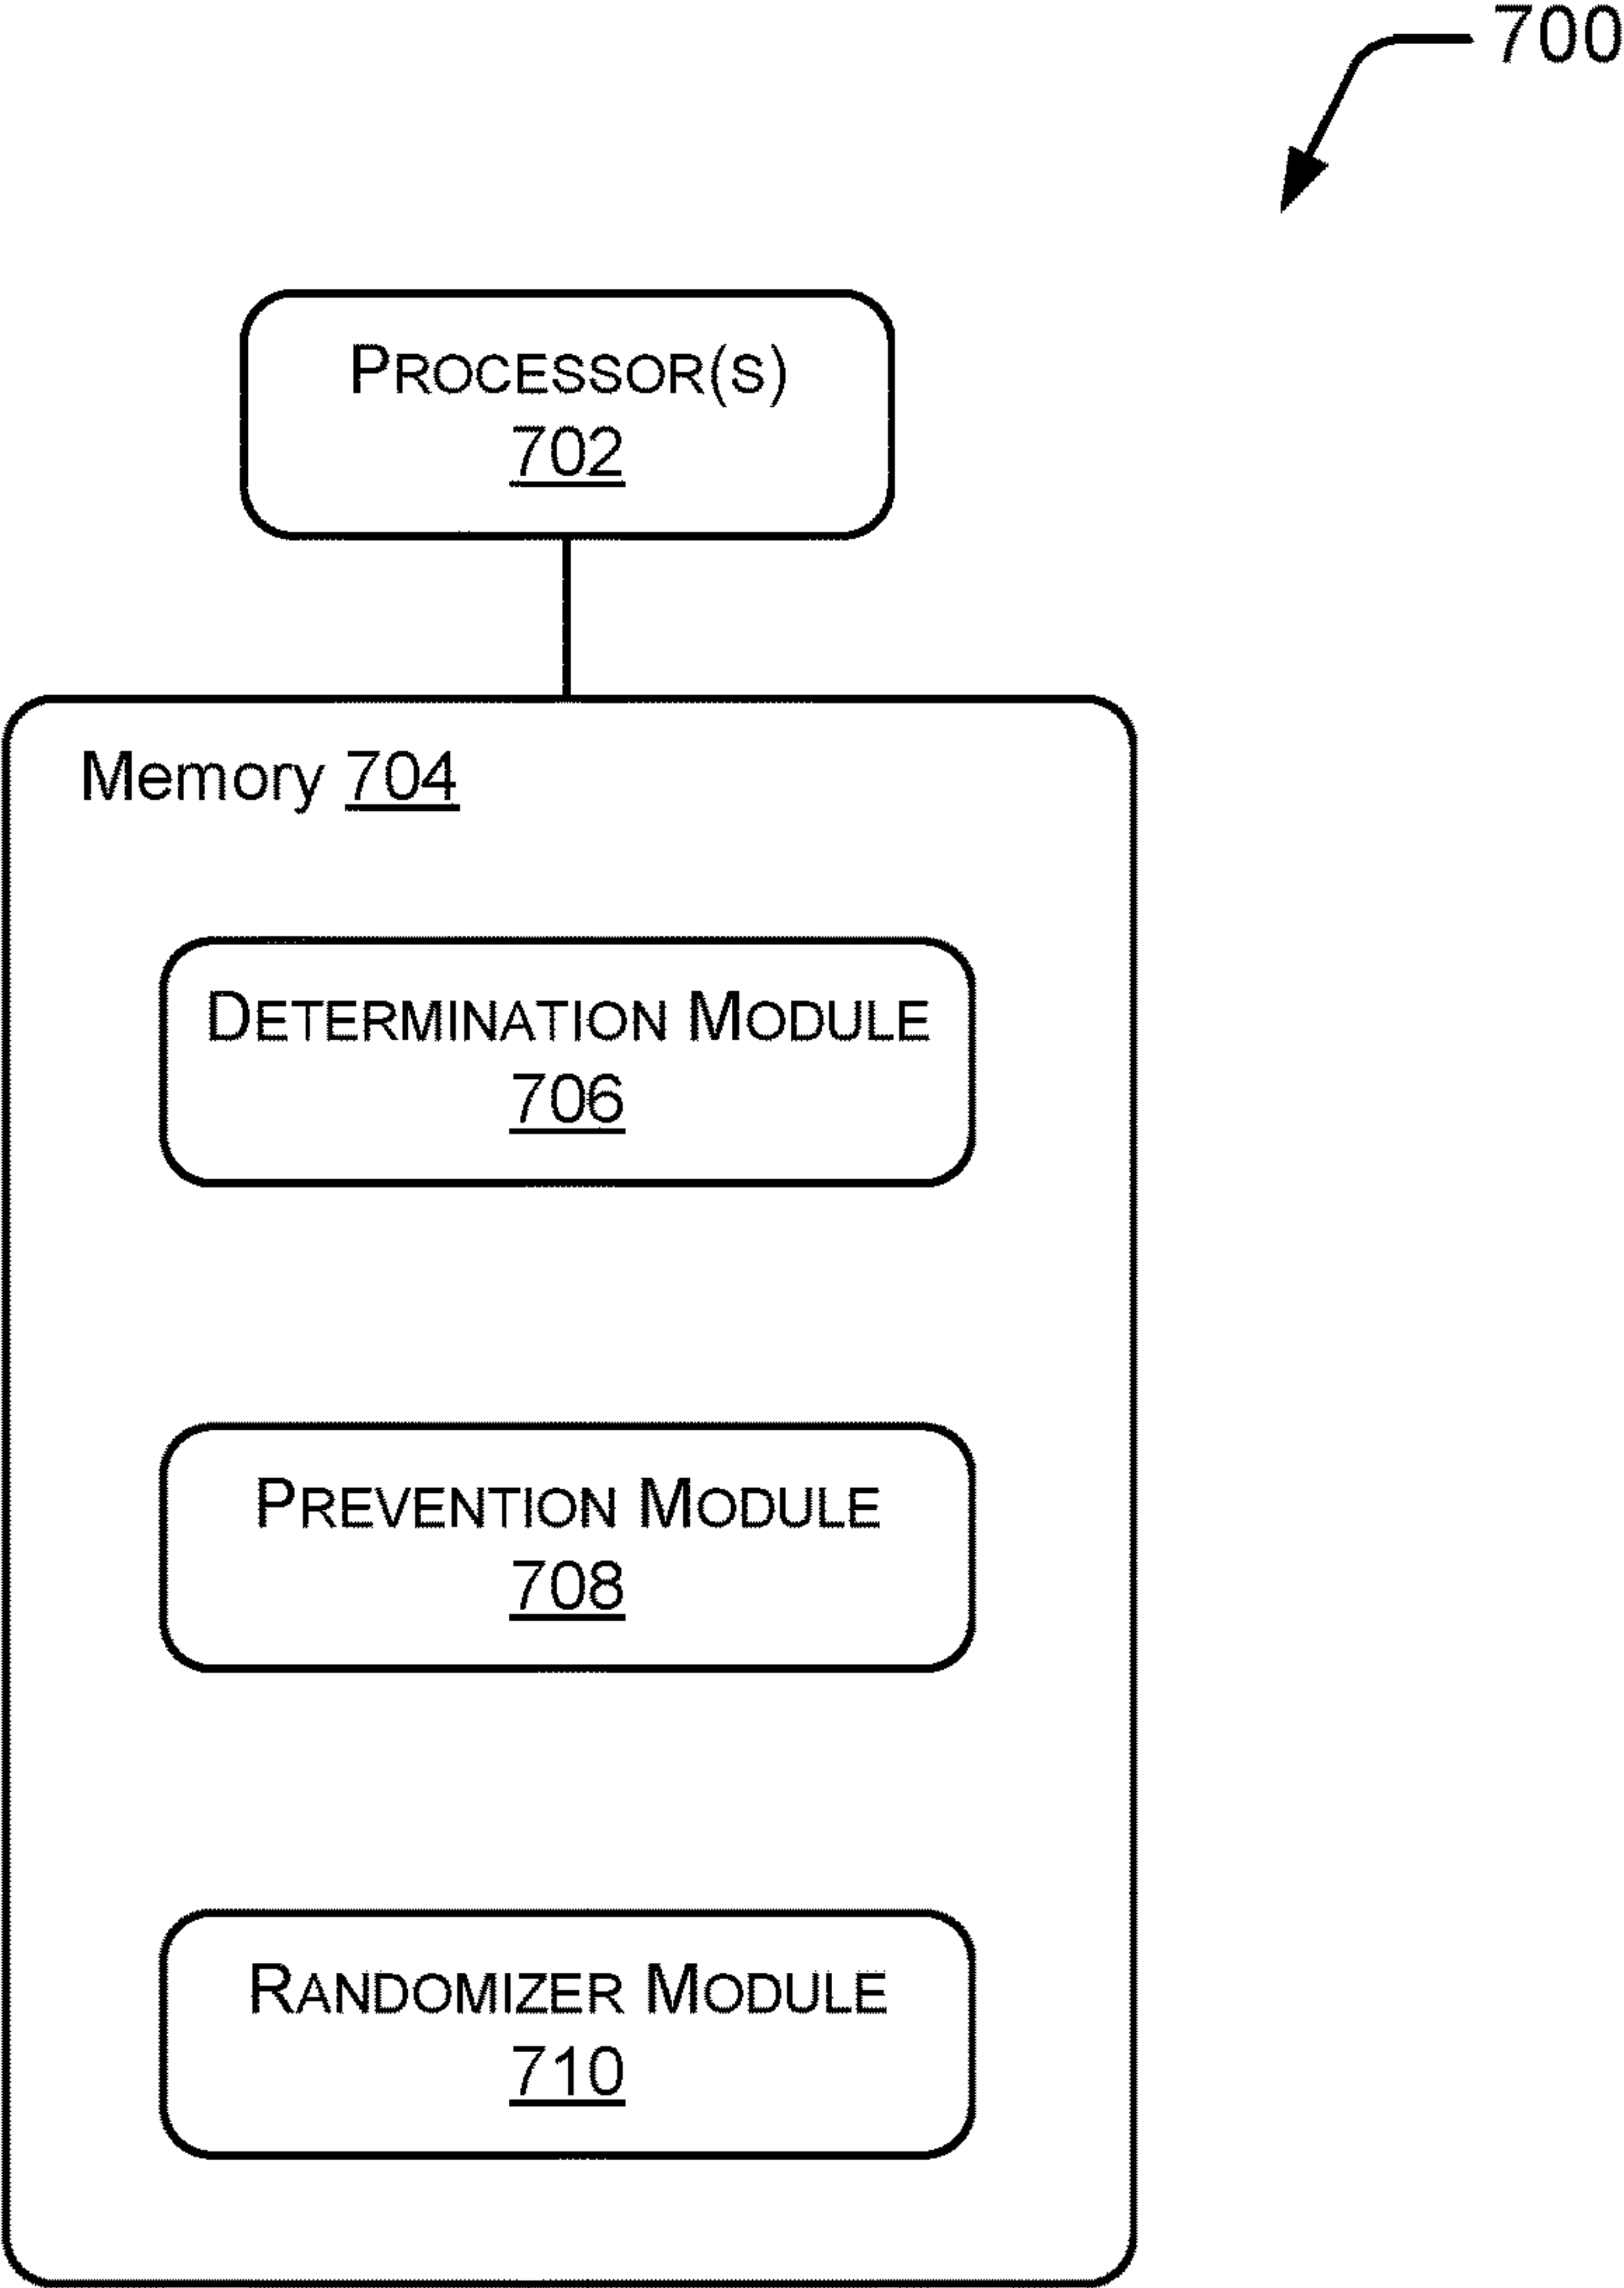 700
PROCESSOR(S)
702
Memory 704
DETERMINATION MODULE
706
PREVENTION MODULE
708
RANDOMIZER MODULE
710